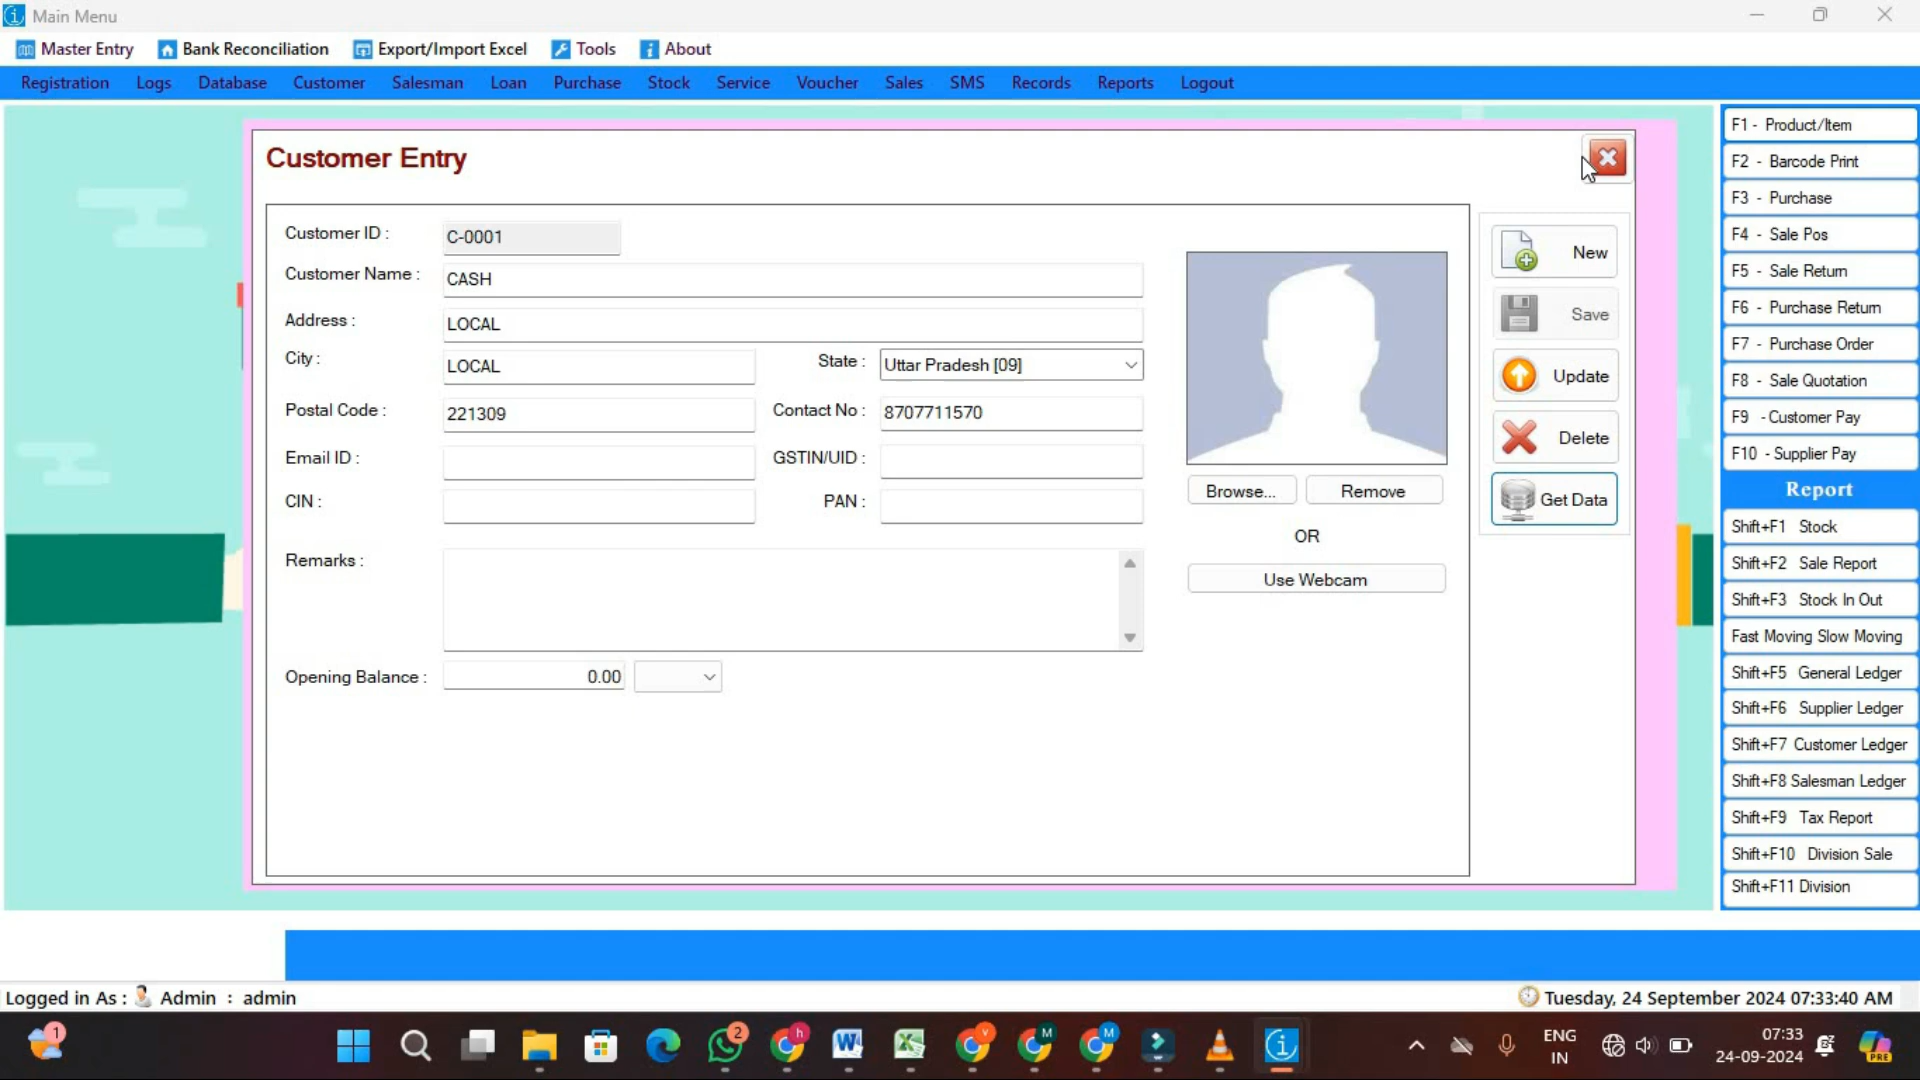 Main Menu
Master Entry Bank Reconciliation Export/Import Excel Tools About
Registration Logs Database Customer Salesman Loan Purchase Stock Service Voucher Sales SMS Records Reports Logout
Customer Entry
Customer ID : C-0001
Customer Name : CASH
Address : LOCAL
City : LOCAL State : Uttar Pradesh [09]
Postal Code : 221309 Contact No : 8707711570
Email ID : GSTIN/UID :
CIN : PAN :
Remarks :
Opening Balance : 0.00
Browse... Remove
OR
Use Webcam
New
Save
Update
Delete
Get Data
F1 - Product/Item
F2 - Barcode Print
F3 - Purchase
F4 - Sale Pos
F5 - Sale Return
F6 - Purchase Return
F7 - Purchase Order
F8 - Sale Quotation
F9 - Customer Pay
F10 - Supplier Pay
Report
Shift+F1 Stock
Shift+F2 Sale Report
Shift+F3 Stock In Out
Fast Moving Slow Moving
Shift+F5 General Ledger
Shift+F6 Supplier Ledger
Shift+F7 Customer Ledger
Shift+F8 Salesman Ledger
Shift+F9 Tax Report
Shift+F10 Division Sale
Shift+F11 Division
Logged in As : Admin : admin Tuesday, 24 September 2024 07:33:40 AM
1 2 h V M M ENG 07:33
IN 24-09-2024 PRE